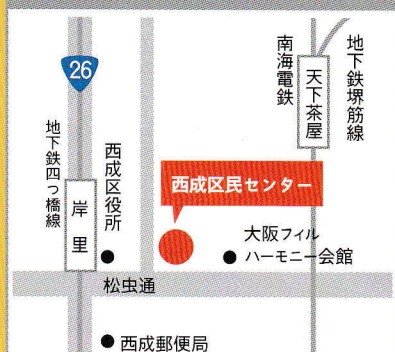 26
南海電鉄
天下茶屋
地下鉄堺筋線
地下鉄四つ橋線
岸里
西成区役所
西成区民センター
大阪フィル
ハーモニー会館
松虫通
西成郵便局